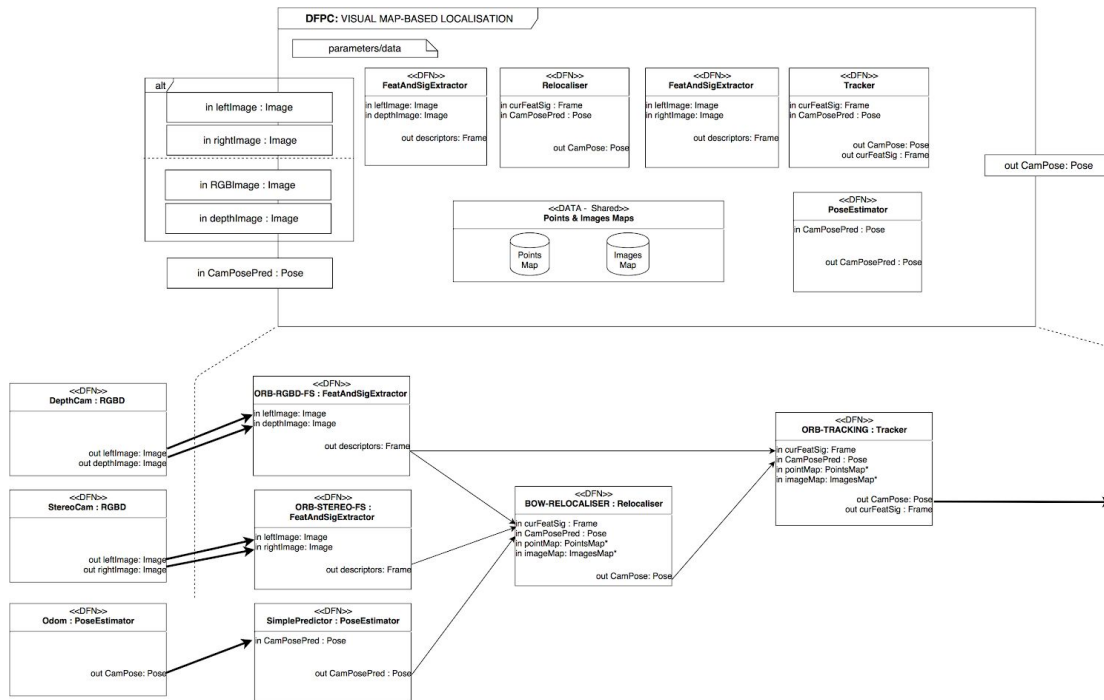 DFPC: VISUAL MAP-BASED LOCALISATION
parameters/data
alt
in leftImage : Image
in rightImage : Image
in RGBImage : Image
in depthImage : Image
in CamPosePred : Pose
<<DFN>>
FeatAndSigExtractor
in leftImage: Image
in depthImage: Image
out descriptors: Frame
<<DFN>>
Relocaliser
in curFeatSig : Frame
in CamPosePred : Pose
out CamPose: Pose
<<DFN>>
FeatAndSigExtractor
in leftImage: Image
in rightImage: Image
out descriptors: Frame
<<DFN>>
Tracker
in curFeatSig : Frame
in CamPosePred : Pose
out CamPose: Pose
out curFeatSig : Frame
out CamPose: Pose
<<DATA - Shared>>
Points & Images Maps
Points
Map
Images
Map
<<DFN>>
PoseEstimator
in CamPosePred : Pose
out CamPosePred : Pose
<<DFN>>
DepthCam : RGBD
out leftImage: Image
out depthImage: Image
<<DFN>>
ORB-RGBD-FS : FeatAndSigExtractor
in leftImage: Image
in depthImage: Image
out descriptors: Frame
<<DFN>>
ORB-TRACKING : Tracker
in curFeatSig : Frame
in CamPosePred : Pose
in pointMap: PointsMap*
in imageMap: ImagesMap*
out CamPose: Pose
out curFeatSig : Frame
<<DFN>>
StereoCam : RGBD
out leftImage: Image
out rightImage: Image
<<DFN>>
ORB-STEREO-FS :
FeatAndSigExtractor
in leftImage: Image
in rightImage: Image
out descriptors: Frame
<<DFN>>
BOW-RELOCALISER : Relocaliser
in curFeatSig : Frame
in CamPosePred : Pose
in pointMap: PointsMap*
in imageMap: ImagesMap*
out CamPose: Pose
<<DFN>>
Odom : PoseEstimator
out CamPose: Pose
<<DFN>>
SimplePredictor : PoseEstimator
in CamPosePred : Pose
out CamPosePred : Pose